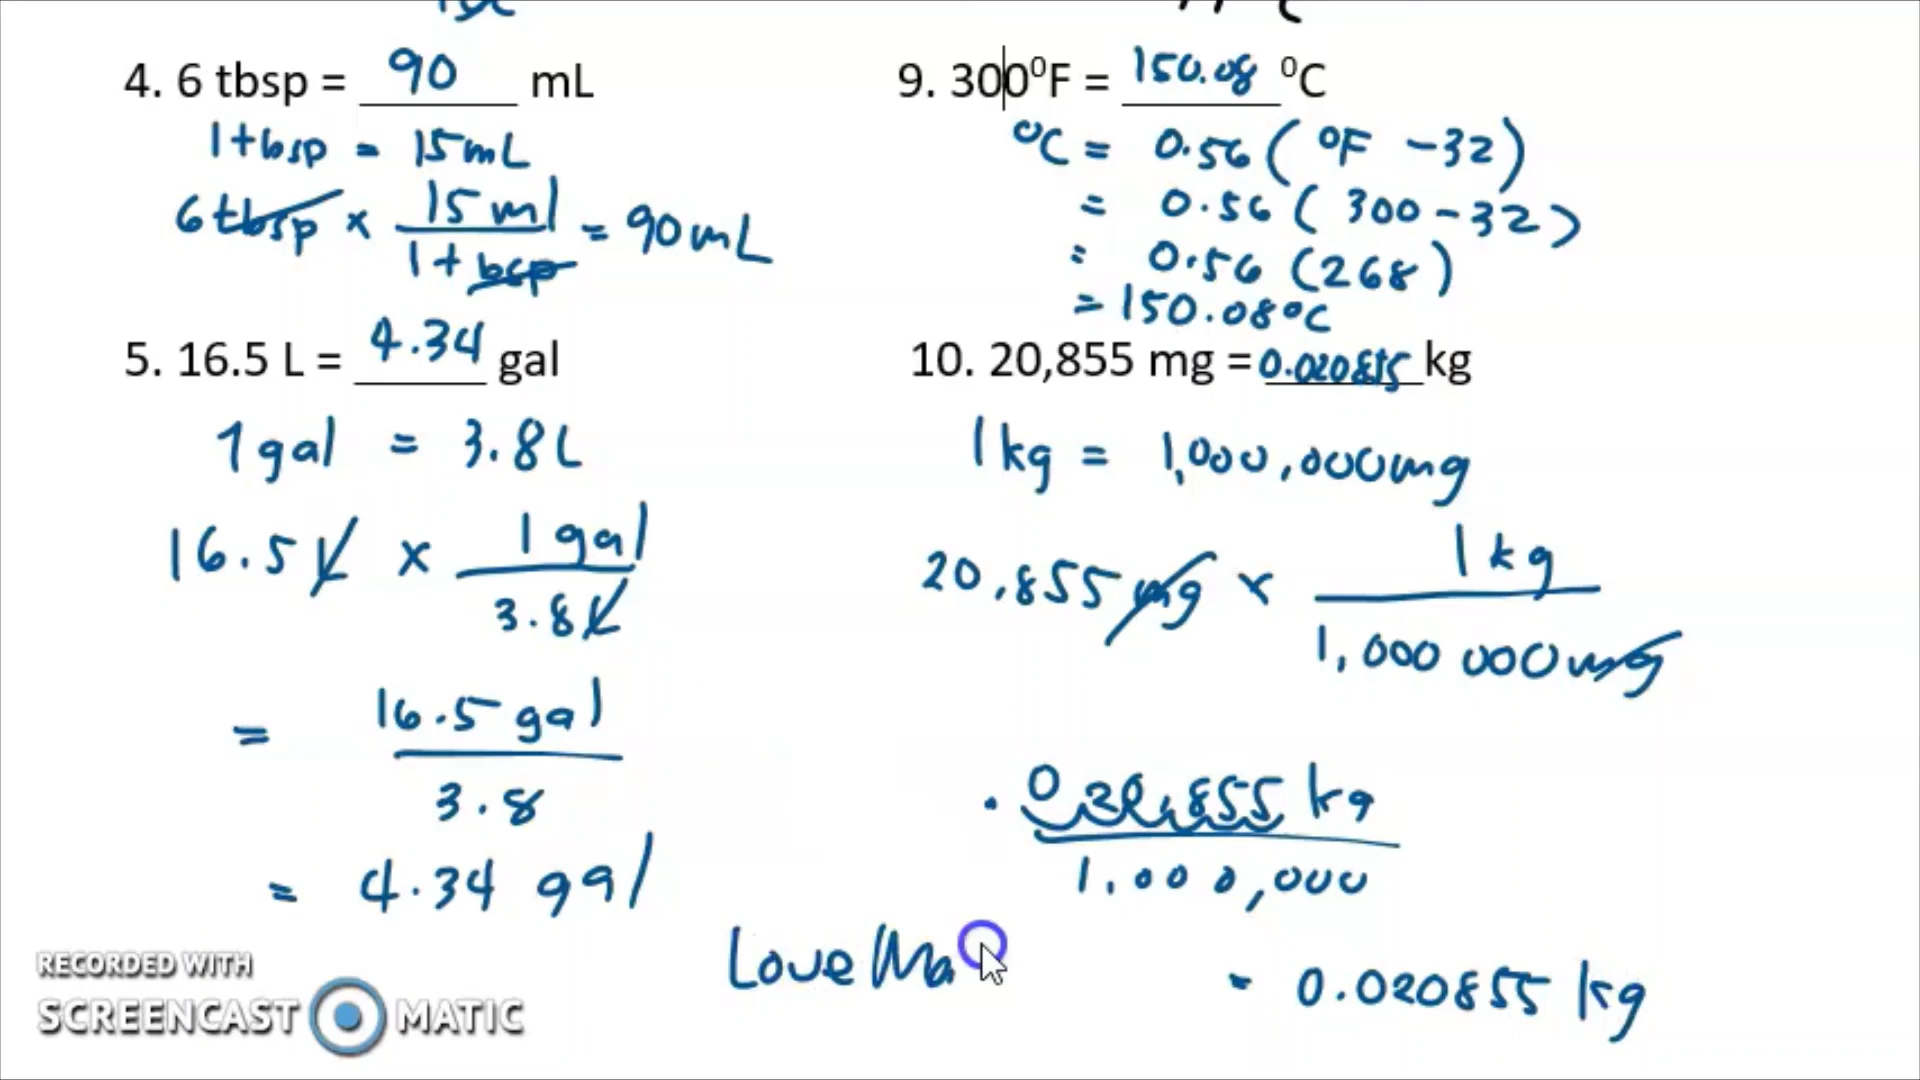 4. 6 tbsp = 90 mL
1 tbsp = 15 mL
6 tbsp x 15 ml = 90 mL
1 tbsp
5. 16.5 L = 4.34 gal
1 gal = 3.8 L
16.5 L x 1 gal
3.8 L
= 16.5 gal
3.8
= 4.34 gal
9. 300⁰F = 150.08 ⁰C
⁰C = 0.56 ( ⁰F - 32 )
= 0.56 ( 300 - 32 )
= 0.56 (268)
= 150.08⁰C
10. 20,855 mg = 0.020855 kg
1 kg = 1,000,000 mg
20,855 mg x 1 kg
1,000 000 mg
. 0 20,855 kg
1,000,000
= 0.020855 kg
Love Ma
RECORDED WITH
SCREENCAST MATIC